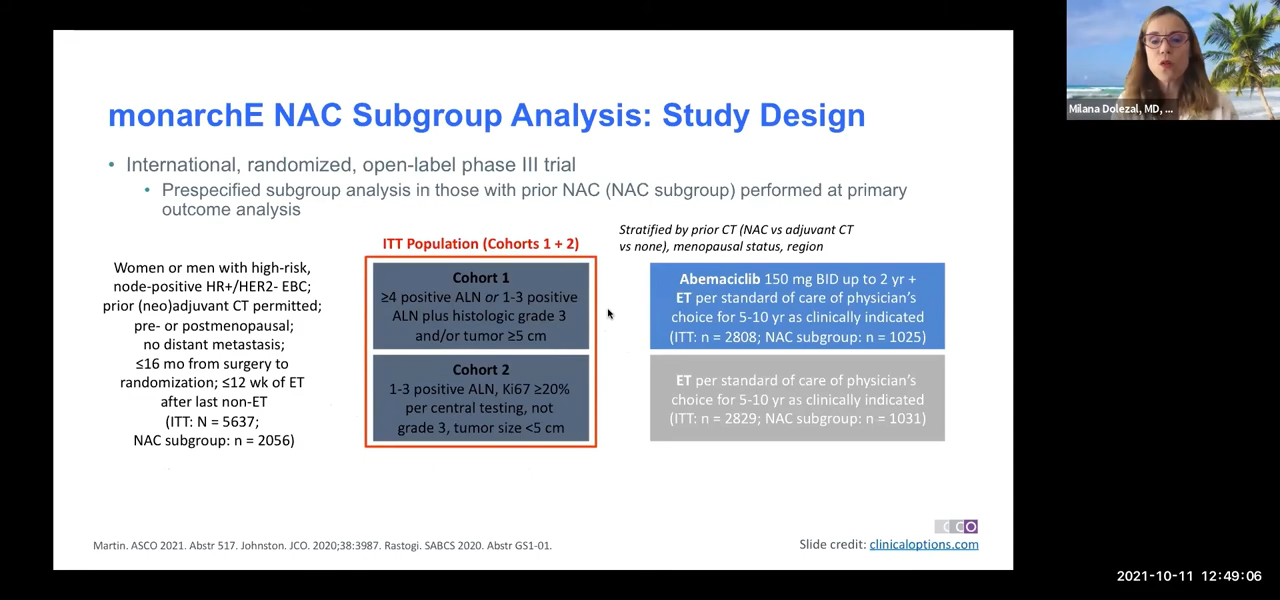 monarchE NAC Subgroup Analysis: Study Design
• International, randomized, open-label phase III trial
• Prespecified subgroup analysis in those with prior NAC (NAC subgroup) performed at primary
outcome analysis
Women or men with high-risk,
node-positive HR+/HER2- EBC;
prior (neo)adjuvant CT permitted;
pre- or postmenopausal;
no distant metastasis;
≤16 mo from surgery to
randomization; ≤12 wk of ET
after last non-ET
(ITT: N = 5637;
NAC subgroup: n = 2056)
ITT Population (Cohorts 1 + 2)
Cohort 1
≥4 positive ALN or 1-3 positive
ALN plus histologic grade 3
and/or tumor ≥5 cm
Cohort 2
1-3 positive ALN, Ki67 ≥20%
per central testing, not
grade 3, tumor size <5 cm
Stratified by prior CT (NAC vs adjuvant CT
vs none), menopausal status, region
Abemaciclib 150 mg BID up to 2 yr +
ET per standard of care of physician's
choice for 5-10 yr as clinically indicated
(ITT: n = 2808; NAC subgroup: n = 1025)
ET per standard of care of physician's
choice for 5-10 yr as clinically indicated
(ITT: n = 2829; NAC subgroup: n = 1031)
CCO
Martin. ASCO 2021. Abstr 517. Johnston. JCO. 2020;38:3987. Rastogi. SABCS 2020. Abstr GS1-01.
Slide credit: clinicaloptions.com
Milana Dolezal, MD, ...
2021-10-11 12:49:06